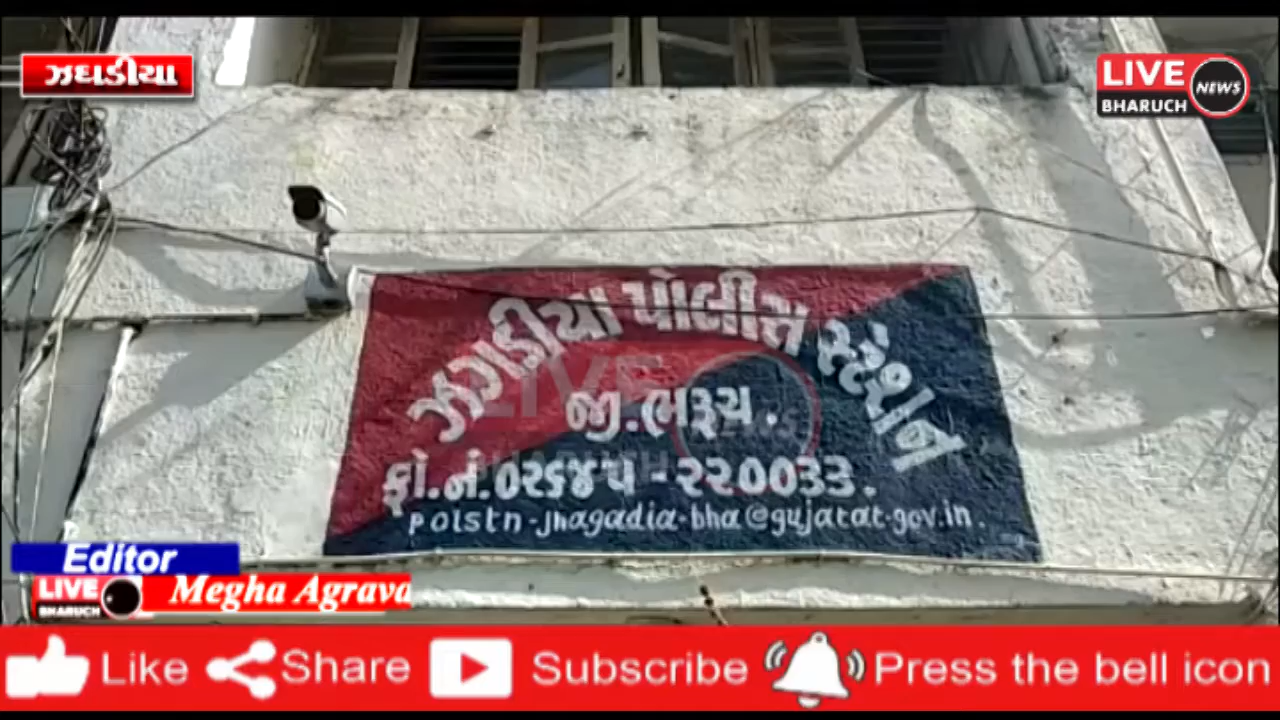 ઝઘડીયા
LIVE
BHARUCH
NEWS
ઝગડીયા પોલીસ સ્ટેશન
જી.ભરૂચ.
ફો.નં.૦૨૬૪૫ - ૨૨૦૦૩૩.
polstn-jhagadia-bha@gujarat.gov.in.
Editor
LIVE
BHARUCH
Megha Agrava
Like Share Subscribe Press the bell icon